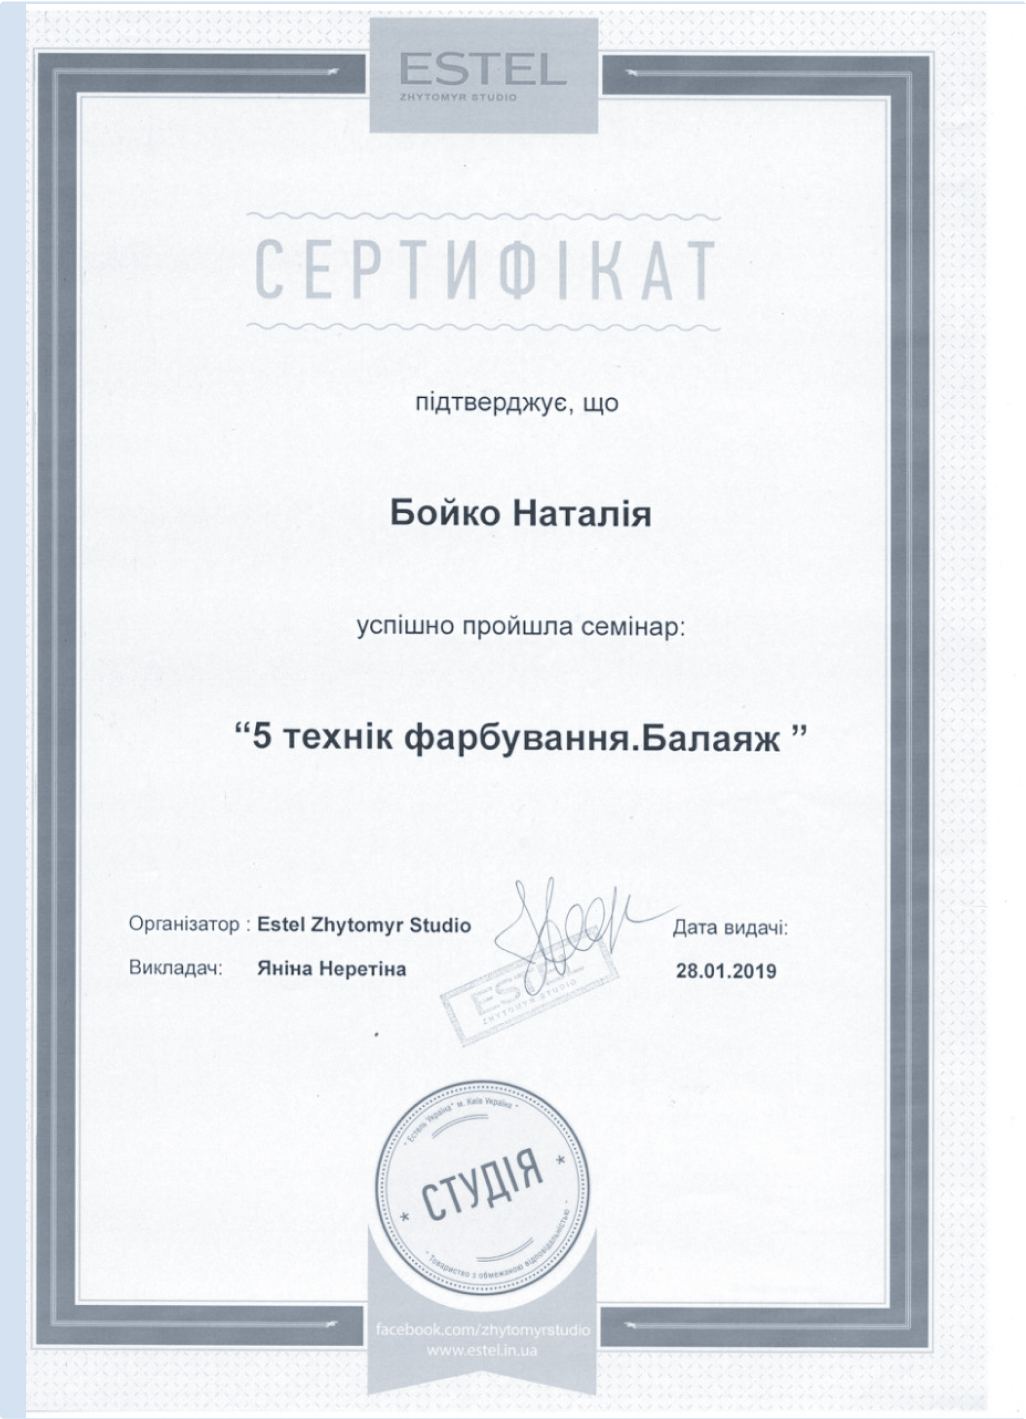 ESTEL
ZHYTOMYR STUDIO
СЕРТИФІКАТ
підтверджує, що
Бойко Наталія
успішно пройшла семінар:
“5 технік фарбування.Балаяж ”
Організатор : Estel Zhytomyr Studio
Викладач: Яніна Неретіна
Дата видачі:
28.01.2019
ESTEL
ZHYTOMYR STUDIO
" Естель Україна" м. Київ Україна "
* СТУДІЯ *
" Товариство з обмежаною відповідальністью "
facebook.com/zhytomyrstudio
www.estel.in.ua